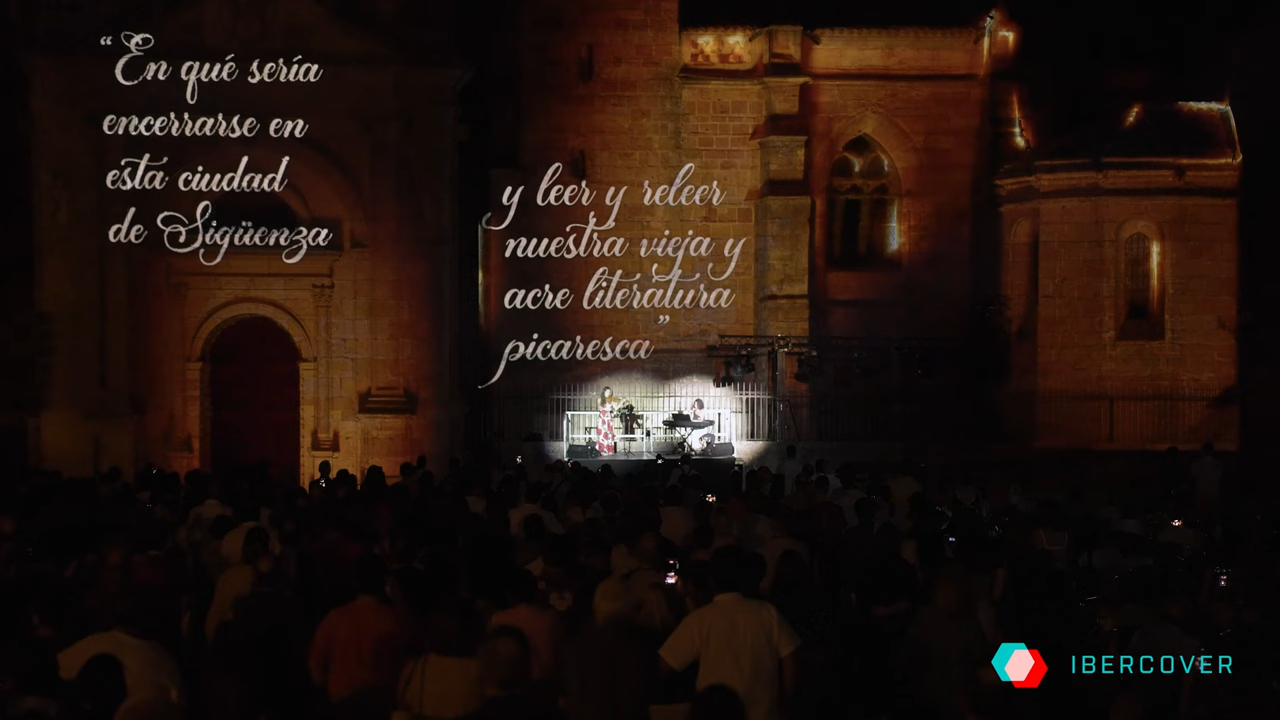 “En qué sería
encerrarse en
esta ciudad
de Sigüenza
y leer y releer
nuestra vieja y
acre literatura
picaresca”
IBERCOVER